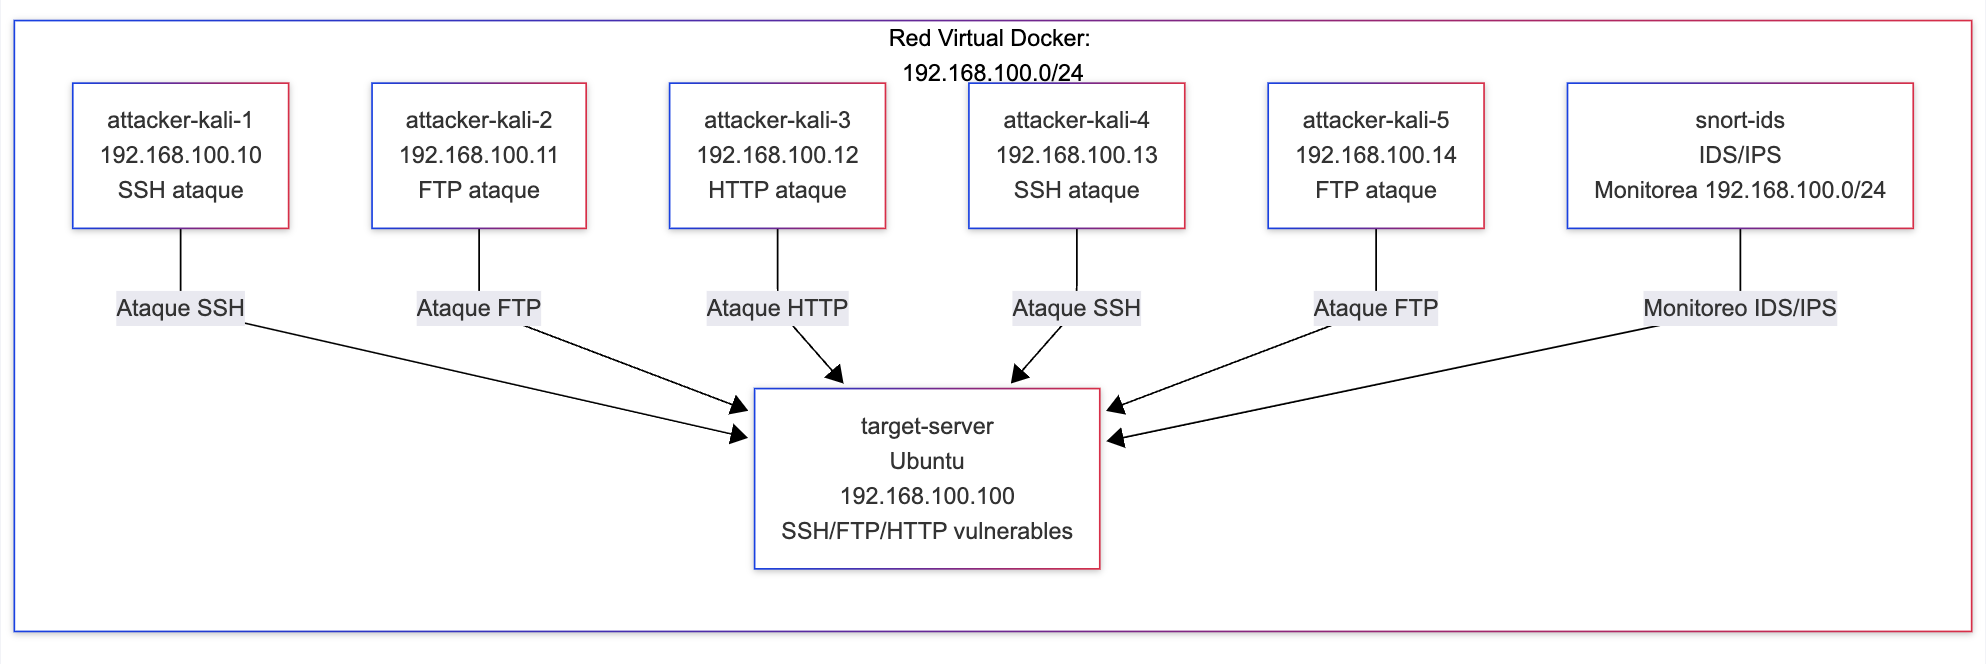 Red Virtual Docker:
192.168.100.0/24
attacker-kali-1
192.168.100.10
SSH ataque
attacker-kali-2
192.168.100.11
FTP ataque
attacker-kali-3
192.168.100.12
HTTP ataque
attacker-kali-4
192.168.100.13
SSH ataque
attacker-kali-5
192.168.100.14
FTP ataque
snort-ids
IDS/IPS
Monitorea 192.168.100.0/24
Ataque SSH
Ataque FTP
Ataque HTTP
Ataque SSH
Ataque FTP
Monitoreo IDS/IPS
target-server
Ubuntu
192.168.100.100
SSH/FTP/HTTP vulnerables